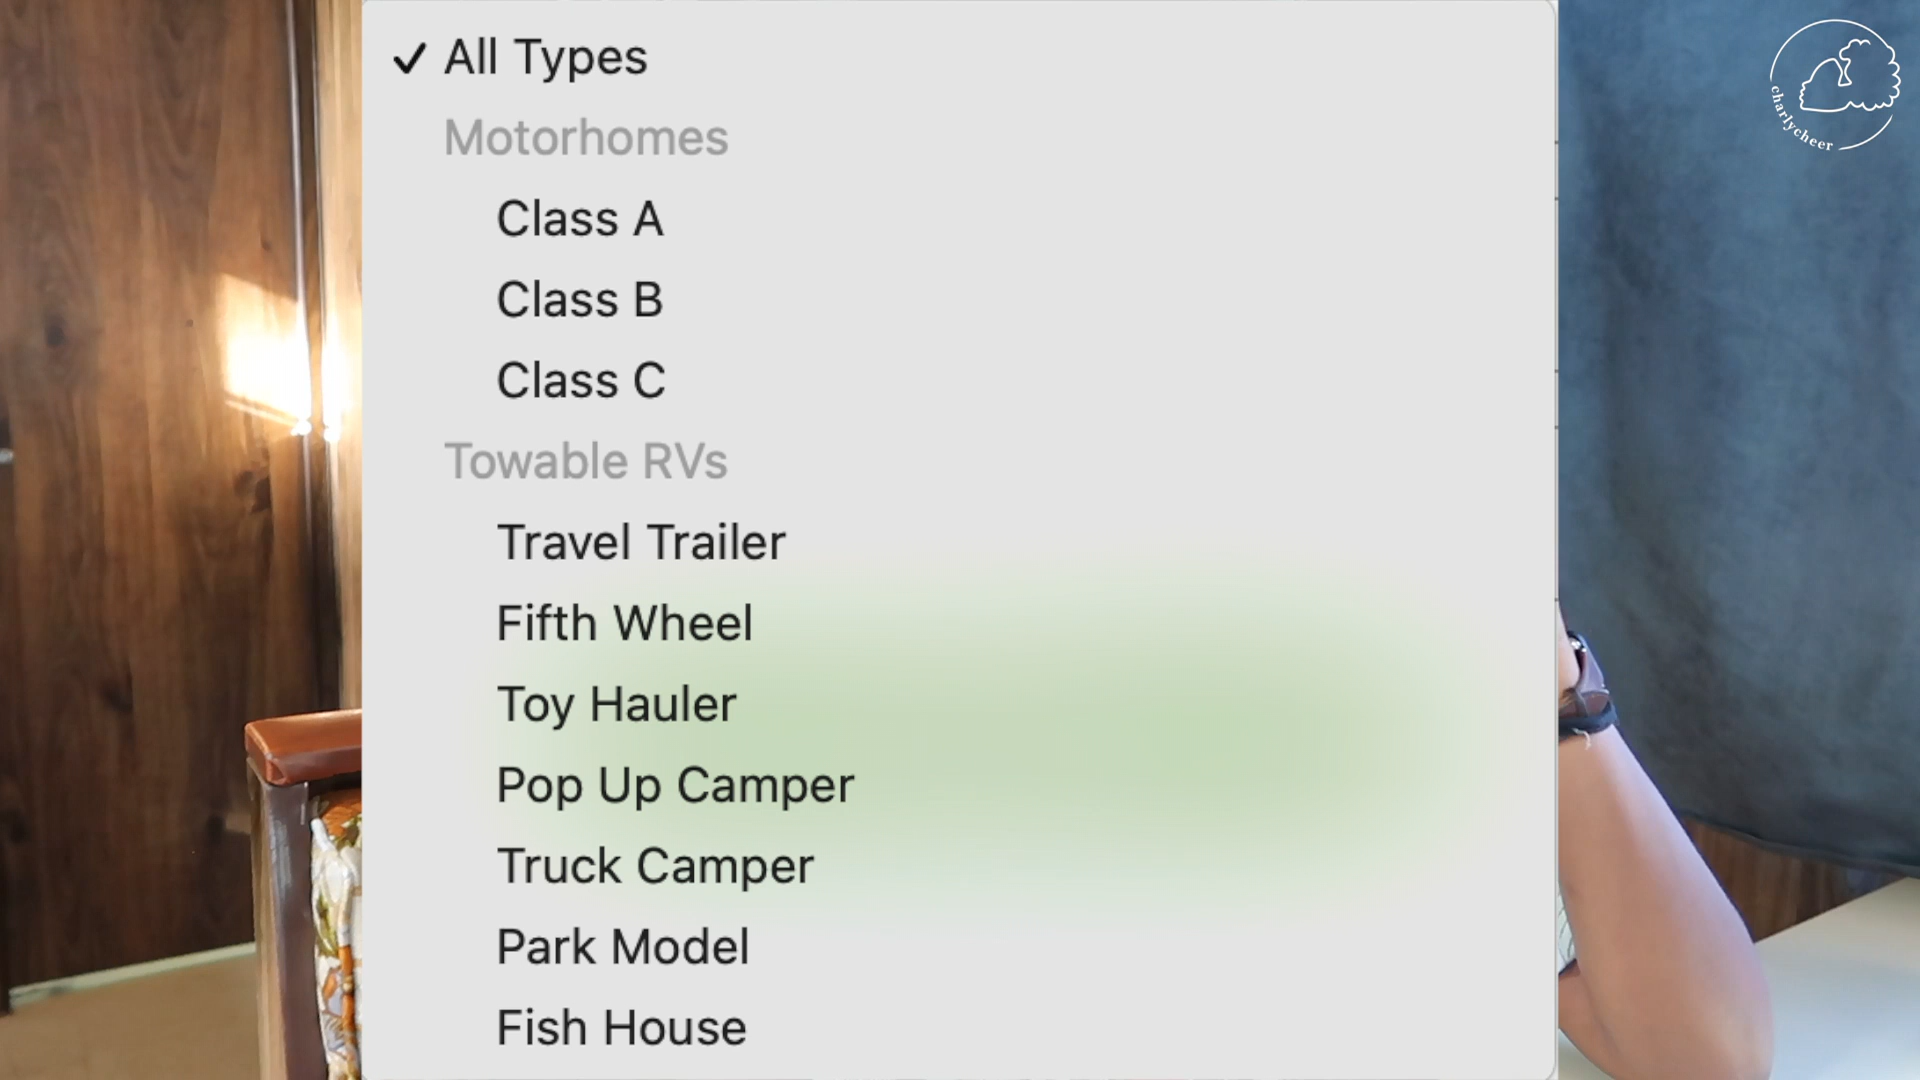 ✓ All Types
Motorhomes
Class A
Class B
Class C
Towable RVs
Travel Trailer
Fifth Wheel
Toy Hauler
Pop Up Camper
Truck Camper
Park Model
Fish House
charlycheer